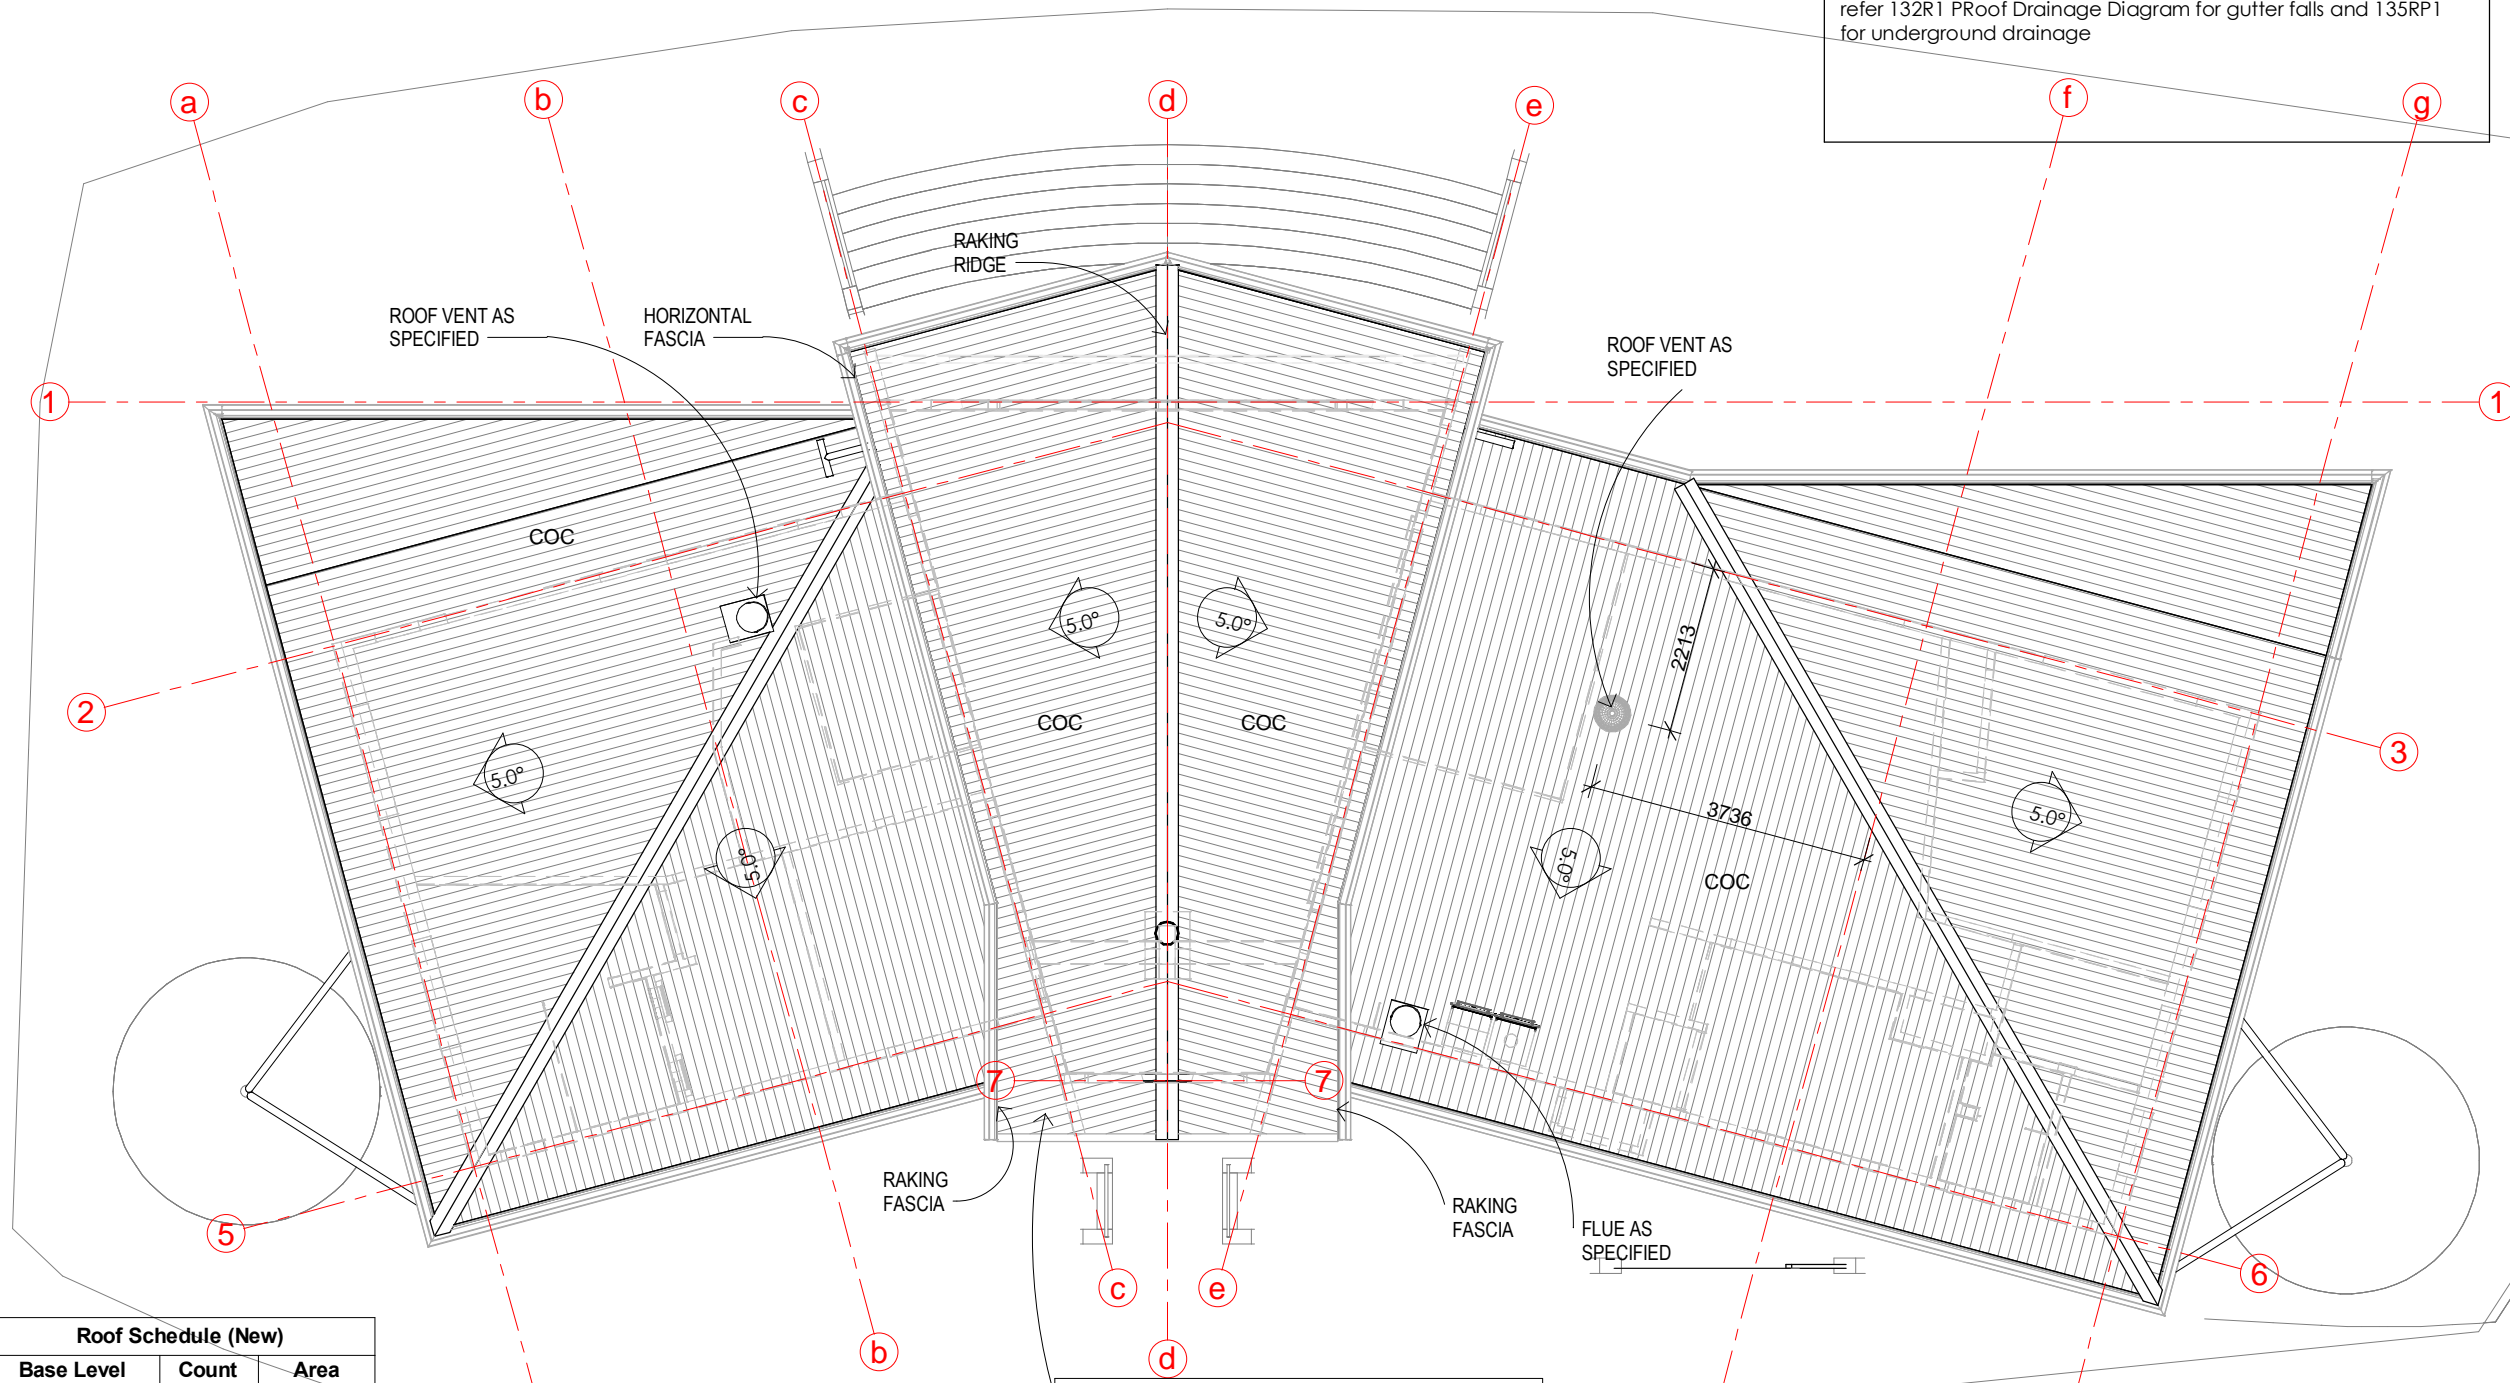 refer 132R1 PRoof Drainage Diagram for gutter falls and 135RP1
for underground drainage
a
b
c
d
e
f
g
RAKING
RIDGE
ROOF VENT AS
SPECIFIED
HORIZONTAL
FASCIA
ROOF VENT AS
SPECIFIED
1
1
COC
5.0°
5.0°
2213
2
COC
COC
3
5.0°
3736
5.0°
5.0°
5.0°
COC
7
7
RAKING
FASCIA
RAKING
FASCIA
FLUE AS
SPECIFIED
5
6
c
e
b
d
Roof Schedule (New)
Base Level Count Area